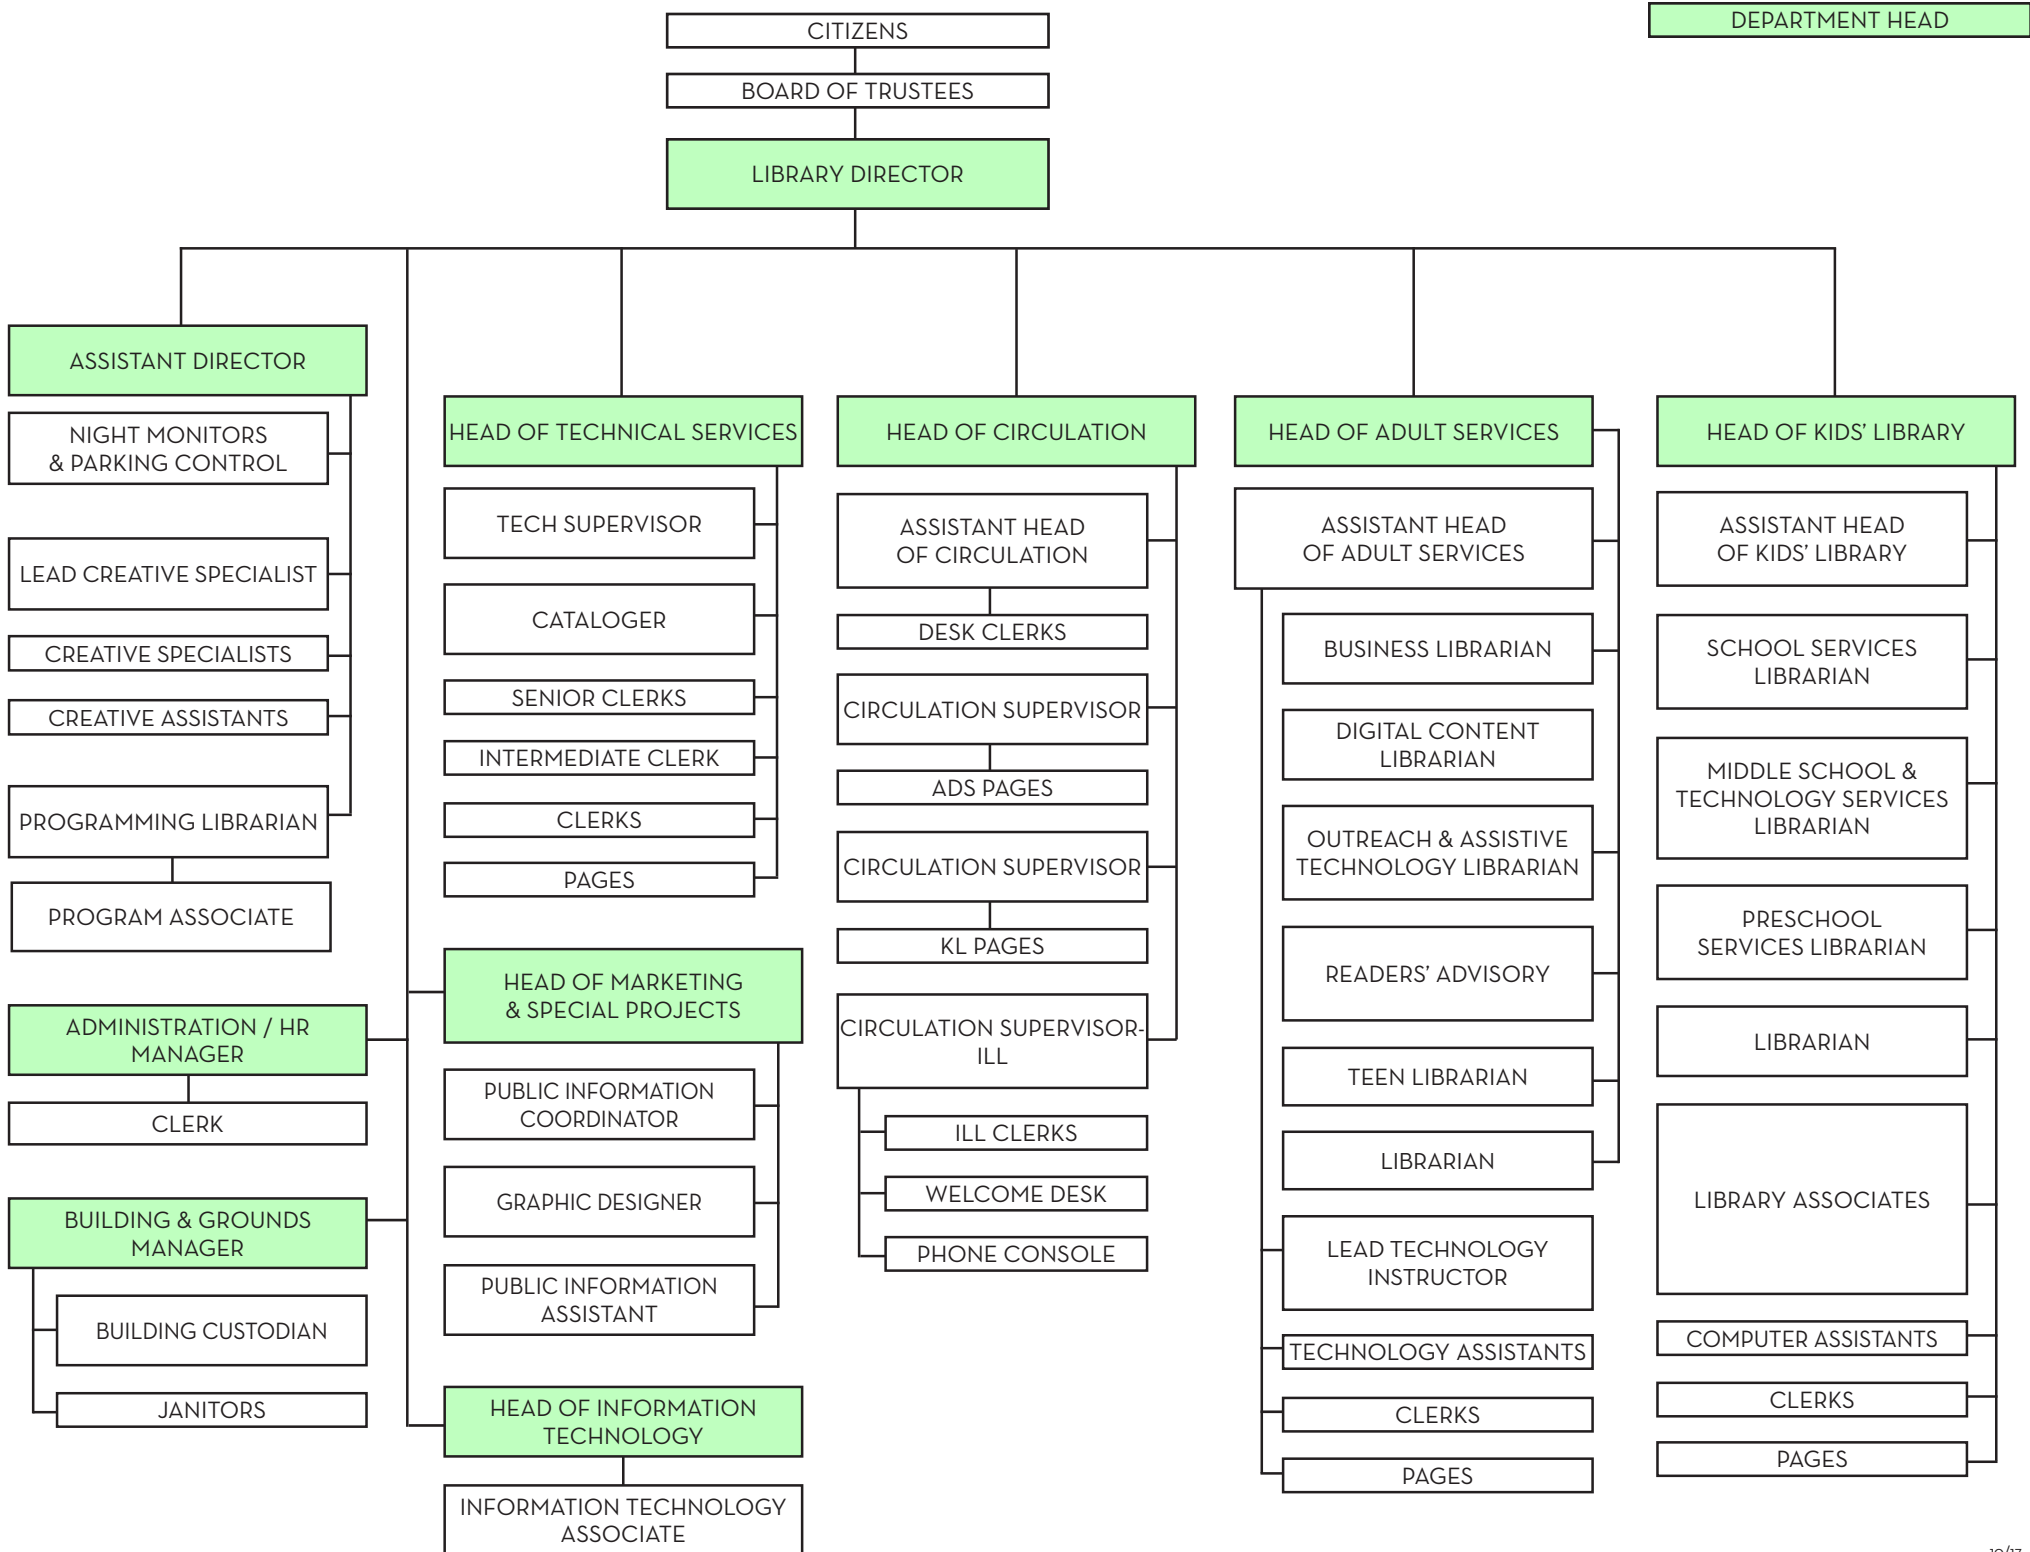 DEPARTMENT HEAD
CITIZENS
BOARD OF TRUSTEES
LIBRARY DIRECTOR
ASSISTANT DIRECTOR
NIGHT MONITORS
& PARKING CONTROL
LEAD CREATIVE SPECIALIST
CREATIVE SPECIALISTS
CREATIVE ASSISTANTS
PROGRAMMING LIBRARIAN
PROGRAM ASSOCIATE
ADMINISTRATION / HR
MANAGER
CLERK
BUILDING & GROUNDS
MANAGER
BUILDING CUSTODIAN
JANITORS
HEAD OF TECHNICAL SERVICES
TECH SUPERVISOR
CATALOGER
SENIOR CLERKS
INTERMEDIATE CLERK
CLERKS
PAGES
HEAD OF MARKETING
& SPECIAL PROJECTS
PUBLIC INFORMATION
COORDINATOR
GRAPHIC DESIGNER
PUBLIC INFORMATION
ASSISTANT
HEAD OF INFORMATION
TECHNOLOGY
INFORMATION TECHNOLOGY
ASSOCIATE
HEAD OF CIRCULATION
ASSISTANT HEAD
OF CIRCULATION
DESK CLERKS
CIRCULATION SUPERVISOR
ADS PAGES
CIRCULATION SUPERVISOR
KL PAGES
CIRCULATION SUPERVISOR-
ILL
ILL CLERKS
WELCOME DESK
PHONE CONSOLE
HEAD OF ADULT SERVICES
ASSISTANT HEAD
OF ADULT SERVICES
BUSINESS LIBRARIAN
DIGITAL CONTENT
LIBRARIAN
OUTREACH & ASSISTIVE
TECHNOLOGY LIBRARIAN
READERS' ADVISORY
TEEN LIBRARIAN
LIBRARIAN
LEAD TECHNOLOGY
INSTRUCTOR
TECHNOLOGY ASSISTANTS
CLERKS
PAGES
HEAD OF KIDS' LIBRARY
ASSISTANT HEAD
OF KIDS' LIBRARY
SCHOOL SERVICES
LIBRARIAN
MIDDLE SCHOOL &
TECHNOLOGY SERVICES
LIBRARIAN
PRESCHOOL
SERVICES LIBRARIAN
LIBRARIAN
LIBRARY ASSOCIATES
COMPUTER ASSISTANTS
CLERKS
PAGES